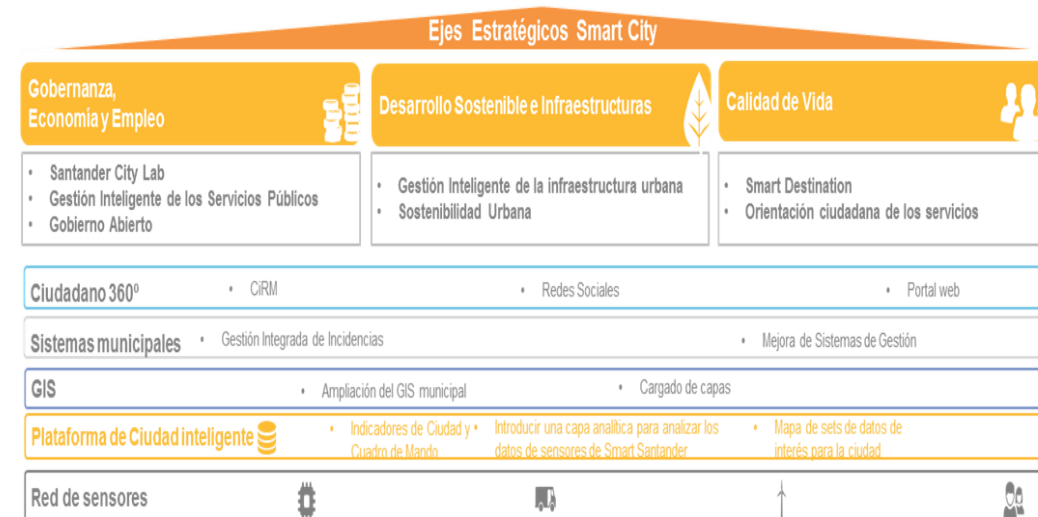 Ejes Estratégicos Smart City
Gobernanza,
Economía y Empleo
Desarrollo Sostenible e Infraestructuras
Calidad de Vida
• Santander City Lab
• Gestión Inteligente de los Servicios Públicos
• Gobierno Abierto
• Gestión Inteligente de la infraestructura urbana
• Sostenibilidad Urbana
• Smart Destination
• Orientación ciudadana de los servicios
Ciudadano 360º
• CiRM
• Redes Sociales
• Portal web
Sistemas municipales
• Gestión Integrada de Incidencias
• Mejora de Sistemas de Gestión
GIS
• Ampliación del GIS municipal
• Cargado de capas
Plataforma de Ciudad inteligente
• Indicadores de Ciudad y
Cuadro de Mando
• Introducir una capa analítica para analizar los
datos de sensores de Smart Santander
• Mapa de sets de datos de
interés para la ciudad
Red de sensores